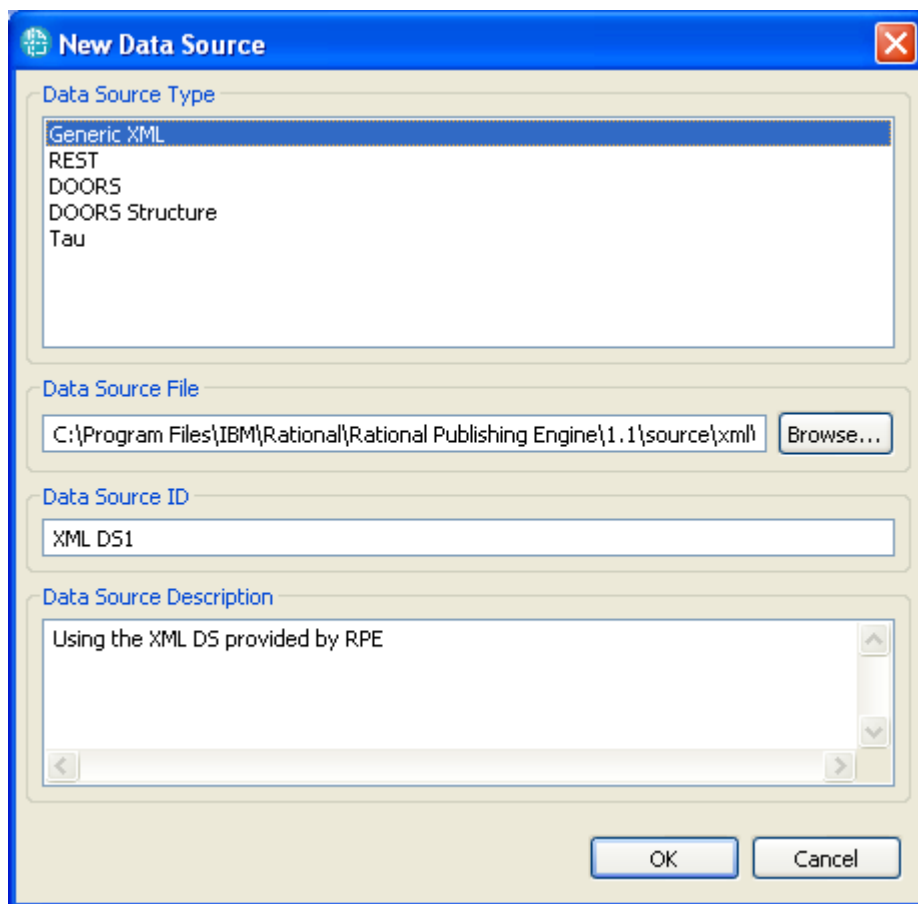 New Data Source
Data Source Type
Generic XML
REST
DOORS
DOORS Structure
Tau
Data Source File
C:\Program Files\IBM\Rational\Rational Publishing Engine\1.1\source\xml\
Browse...
Data Source ID
XML DS1
Data Source Description
Using the XML DS provided by RPE
OK
Cancel